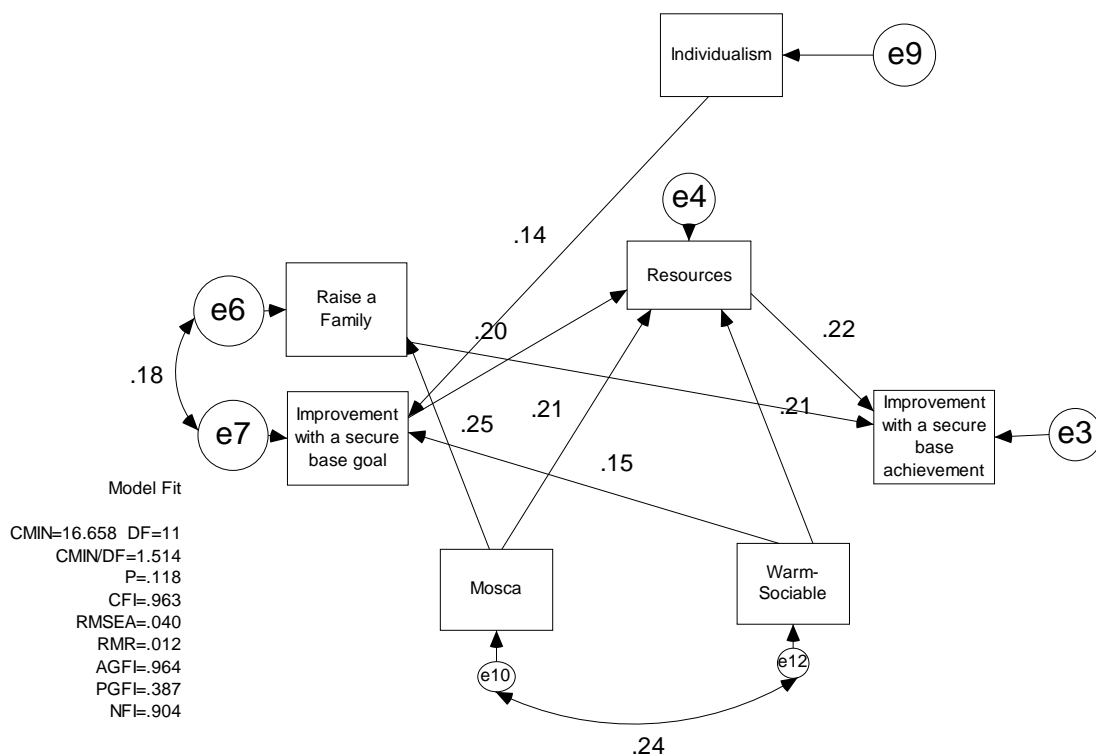 Individualism
e9
e4
.14
Resources
e6
Raise a
Family
.20
.22
.18
e7
Improvement
with a secure
base goal
.25
.21
.21
Improvement
with a secure
base
achievement
e3
.15
Model Fit
CMIN=16.658 DF=11
CMIN/DF=1.514
P=.118
CFI=.963
RMSEA=.040
RMR=.012
AGFI=.964
PGFI=.387
NFI=.904
Mosca
Warm-
Sociable
e10
e12
.24